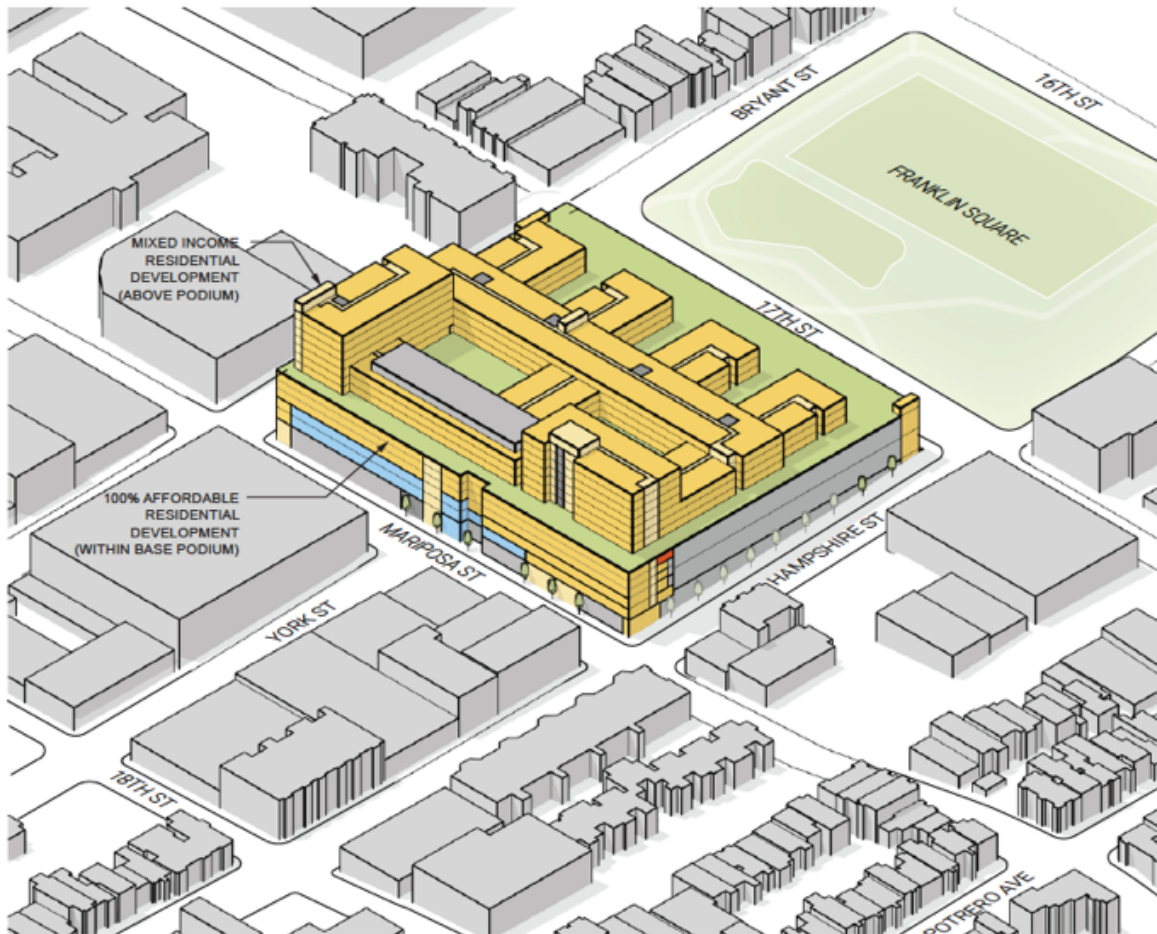 BRYANT ST
16TH ST
FRANKLIN SQUARE
MIXED INCOME
RESIDENTIAL
DEVELOPMENT
(ABOVE PODIUM)
17TH ST
100% AFFORDABLE
RESIDENTIAL
DEVELOPMENT
(WITHIN BASE PODIUM)
MARIPOSA ST
HAMPSHIRE ST
YORK ST
18TH ST
POTRERO AVE